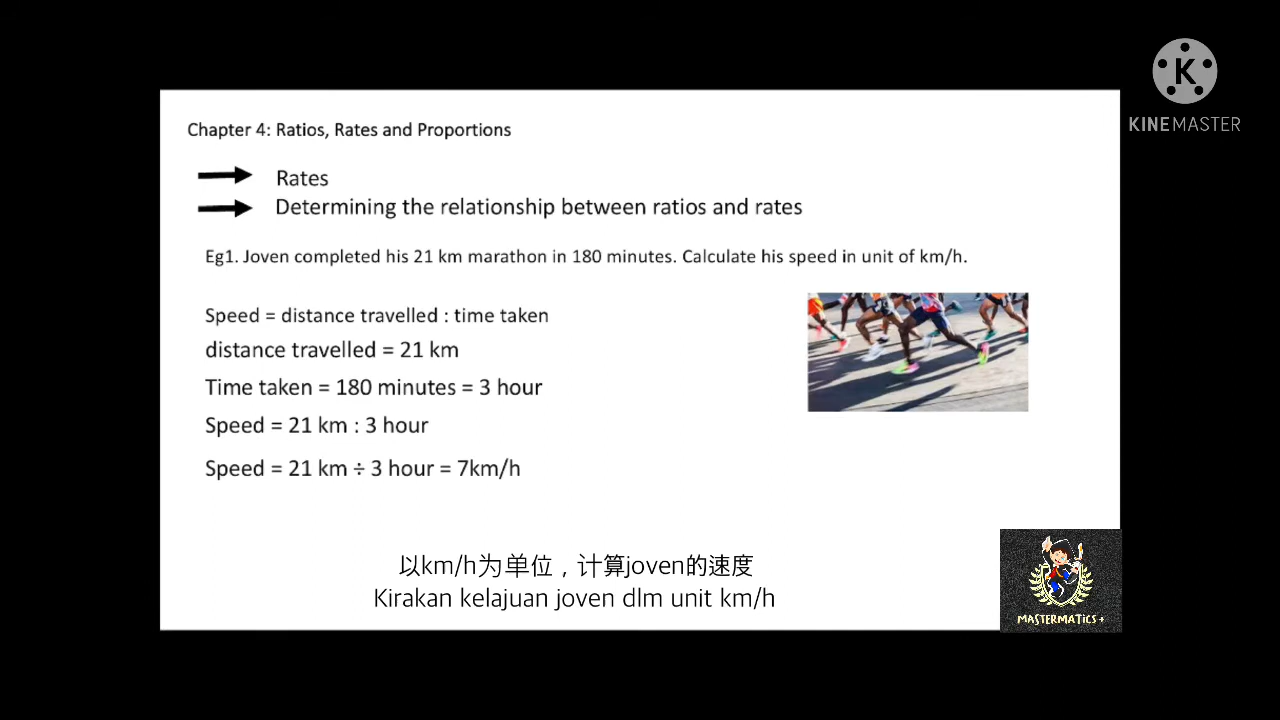 K
KINEMASTER
Chapter 4: Ratios, Rates and Proportions
Rates
Determining the relationship between ratios and rates
Eg1. Joven completed his 21 km marathon in 180 minutes. Calculate his speed in unit of km/h.
Speed = distance travelled : time taken
distance travelled = 21 km
Time taken = 180 minutes = 3 hour
Speed = 21 km : 3 hour
Speed = 21 km ÷ 3 hour = 7km/h
以km/h为单位，计算joven的速度
Kirakan kelajuan joven dlm unit km/h
MASTERMATICS +